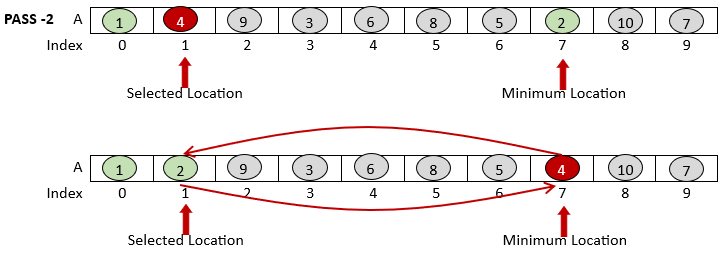 PASS -2 A 1 4 9 3 6 8 5 2 10 7
Index 0 1 2 3 4 5 6 7 8 9
Selected Location Minimum Location
A 1 2 9 3 6 8 5 4 10 7
Index 0 1 2 3 4 5 6 7 8 9
Selected Location Minimum Location